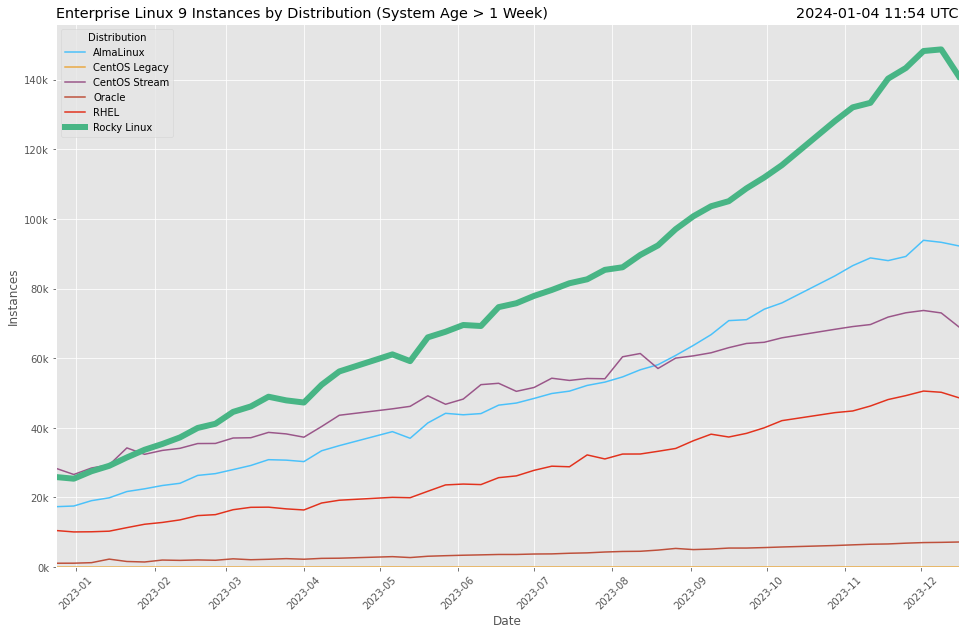 Enterprise Linux 9 Instances by Distribution (System Age > 1 Week)
2024-01-04 11:54 UTC
Distribution
AlmaLinux
CentOS Legacy
CentOS Stream
Oracle
RHEL
Rocky Linux
140k
120k
100k
80k
60k
40k
20k
0k
Instances
2023-01
2023-02
2023-03
2023-04
2023-05
2023-06
2023-07
2023-08
2023-09
2023-10
2023-11
2023-12
Date